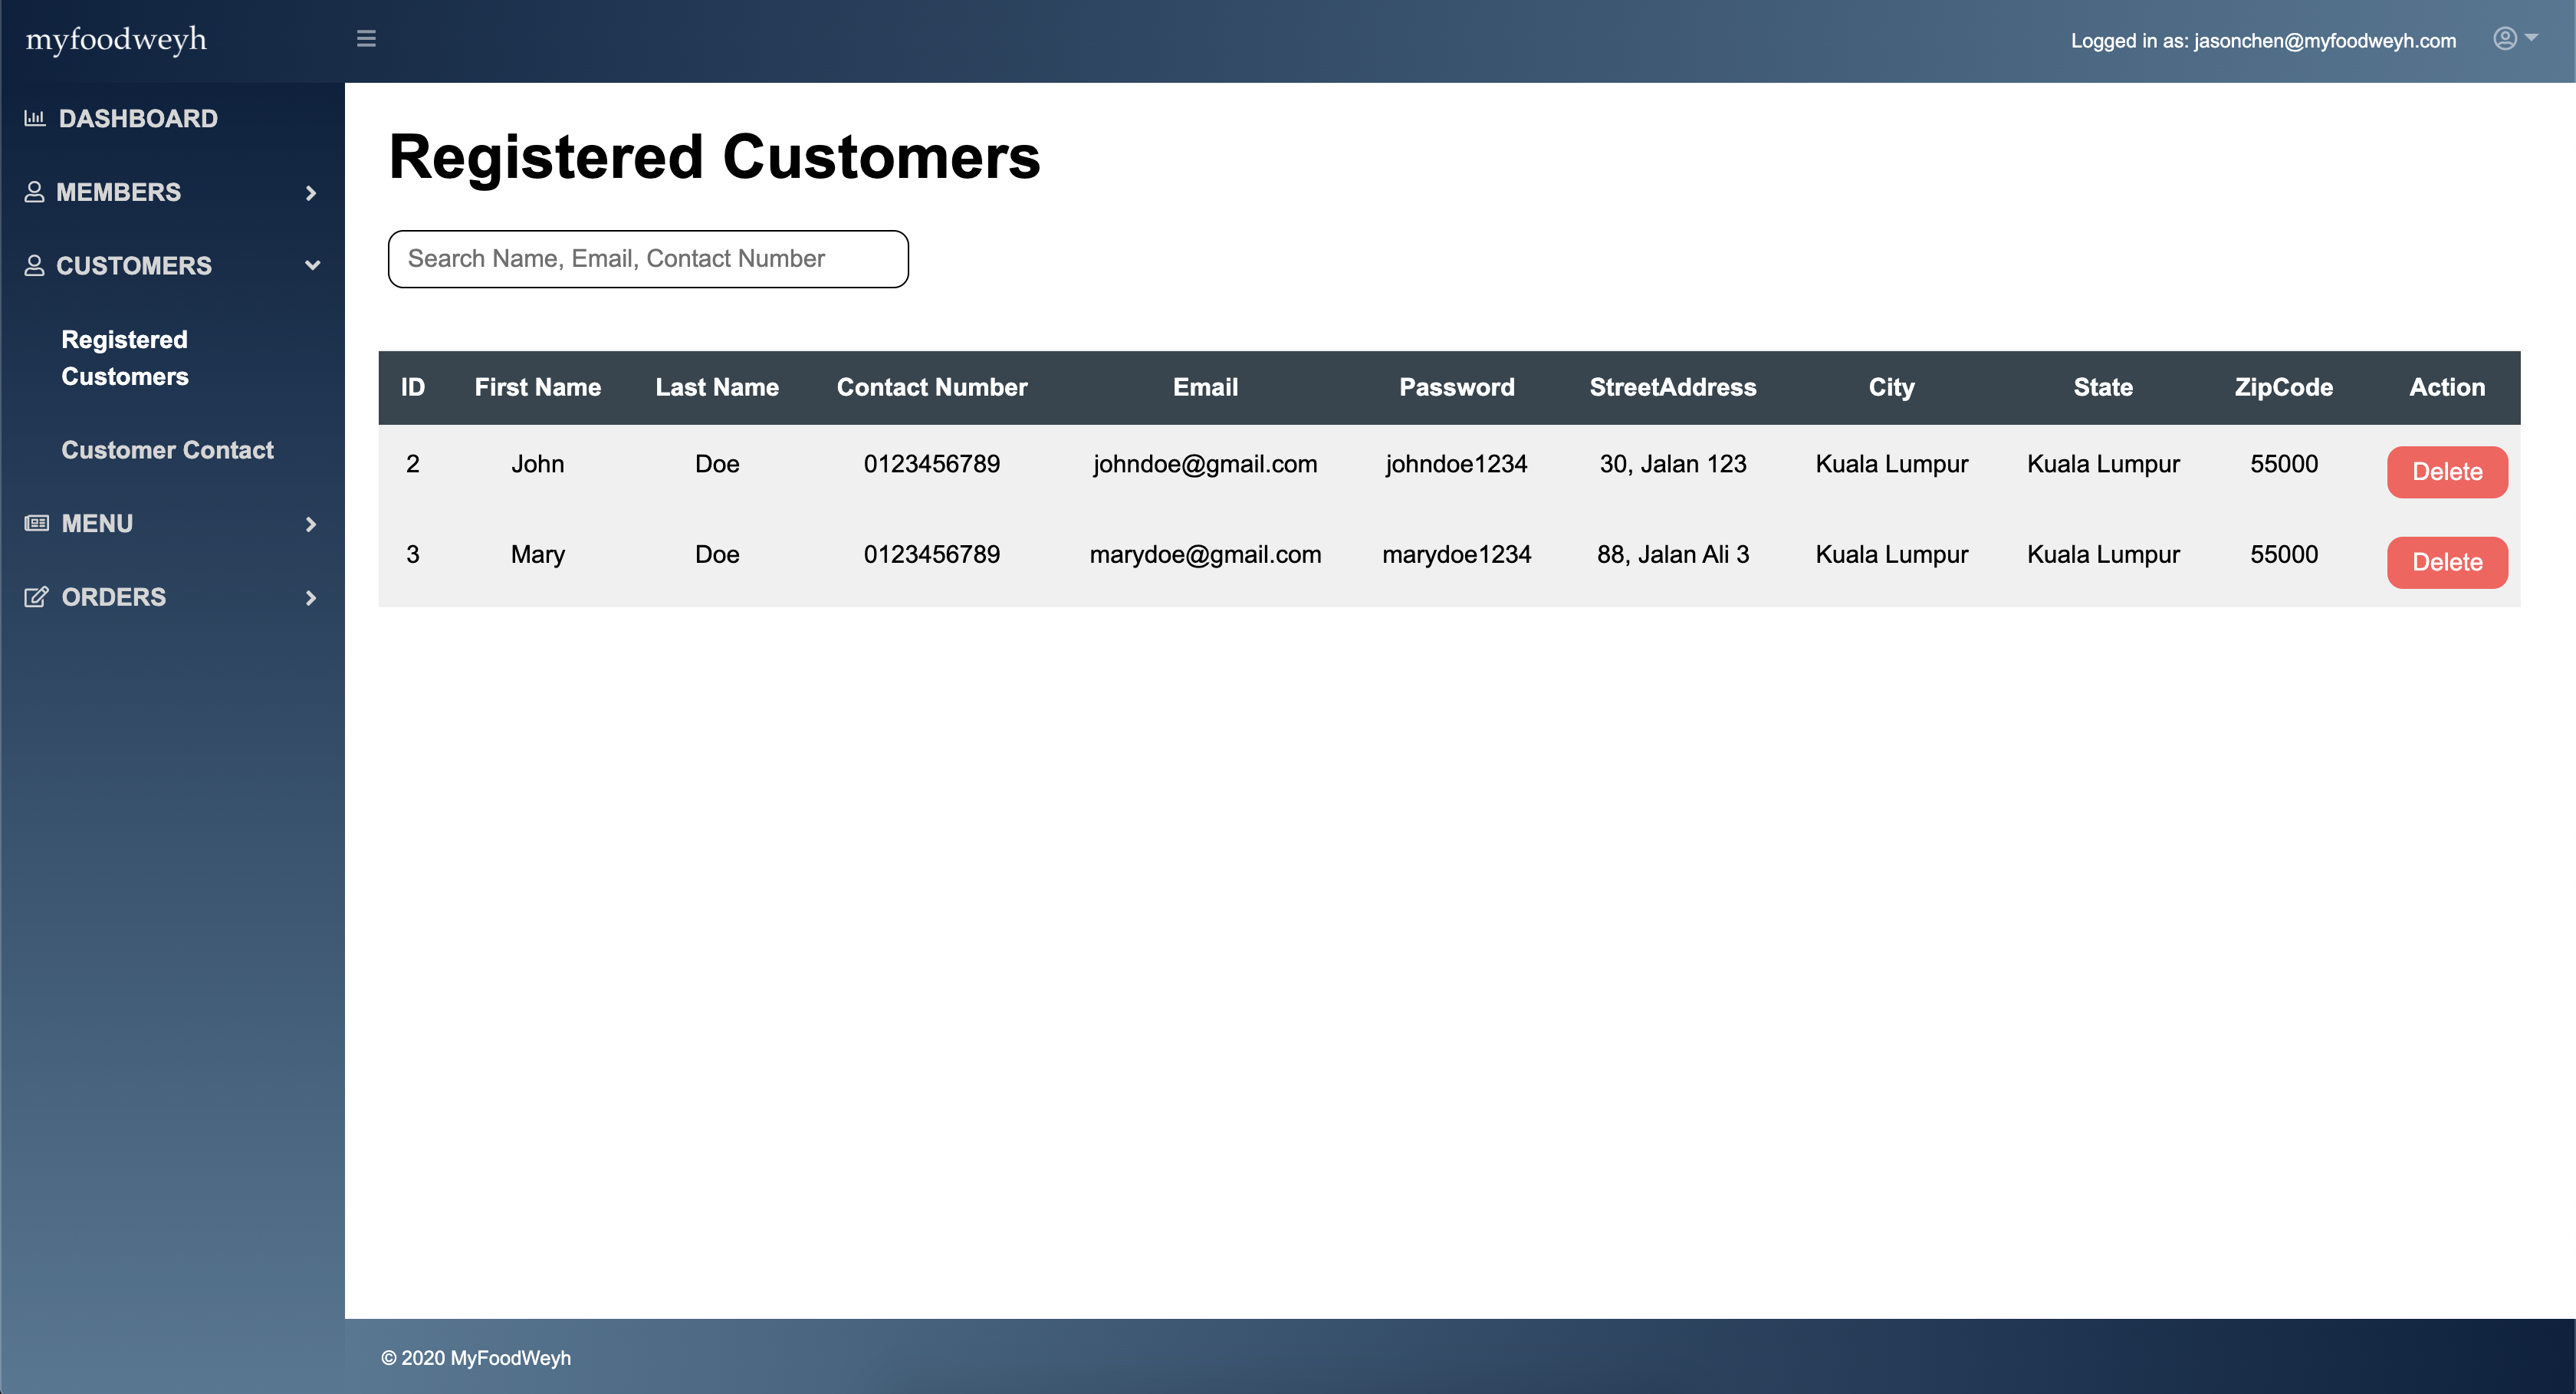 myfoodweyh
Logged in as: jasonchen@myfoodweyh.com
DASHBOARD
MEMBERS
CUSTOMERS
Registered
Customers
Customer Contact
MENU
ORDERS
Registered Customers
Search Name, Email, Contact Number
ID First Name Last Name Contact Number Email Password StreetAddress City State ZipCode Action
2 John Doe 0123456789 johndoe@gmail.com johndoe1234 30, Jalan 123 Kuala Lumpur Kuala Lumpur 55000 Delete
3 Mary Doe 0123456789 marydoe@gmail.com marydoe1234 88, Jalan Ali 3 Kuala Lumpur Kuala Lumpur 55000 Delete
© 2020 MyFoodWeyh